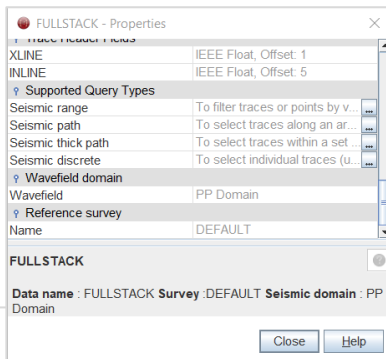 FULLSTACK - Properties
Trace Header Fields
XLINE IEEE Float, Offset: 1
INLINE IEEE Float, Offset: 5
Supported Query Types
Seismic range To filter traces or points by v... ...
Seismic path To select traces along an ar... ...
Seismic thick path To select traces within a set ... ...
Seismic discrete To select individual traces (u... ...
Wavefield domain
Wavefield PP Domain
Reference survey
Name DEFAULT
FULLSTACK
Data name : FULLSTACK Survey :DEFAULT Seismic domain : PP
Domain
Close Help